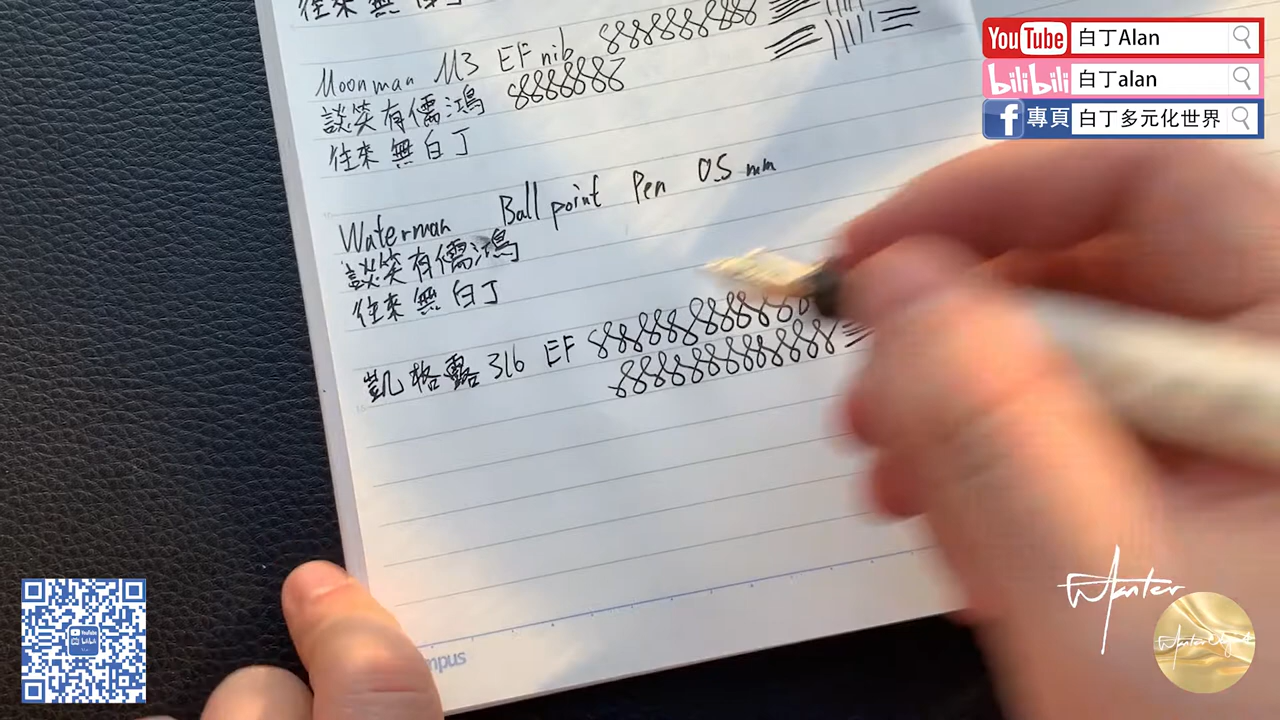 Moonman M3 EF nib 88888888
談笑有儒鴻 8888888
往來無白丁
Waterman Ball point Pen 0.5 mm
談笑有儒鴻
往來無白丁
凱格露 316 EF
YouTube 白丁Alan
bilibili 白丁alan
f 專頁 白丁多元化世界